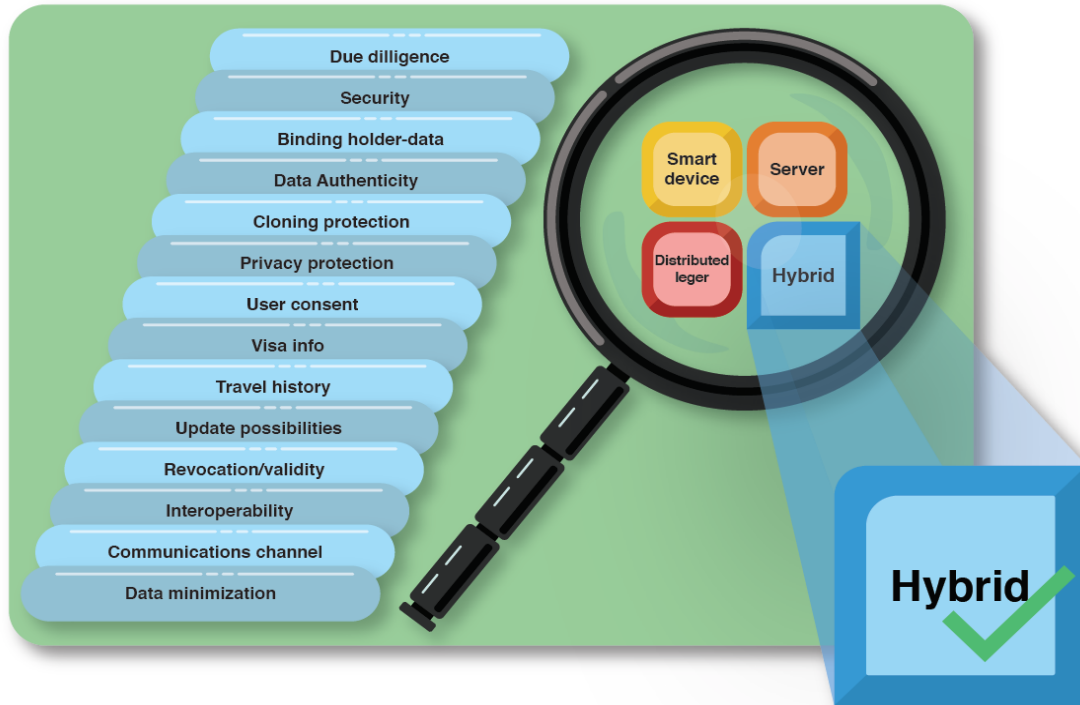 Due dilligence
Security
Binding holder-data
Data Authenticity
Cloning protection
Privacy protection
User consent
Visa info
Travel history
Update possibilities
Revocation/validity
Interoperability
Communications channel
Data minimization
Smart
device
Server
Distributed
leger
Hybrid
Hybrid